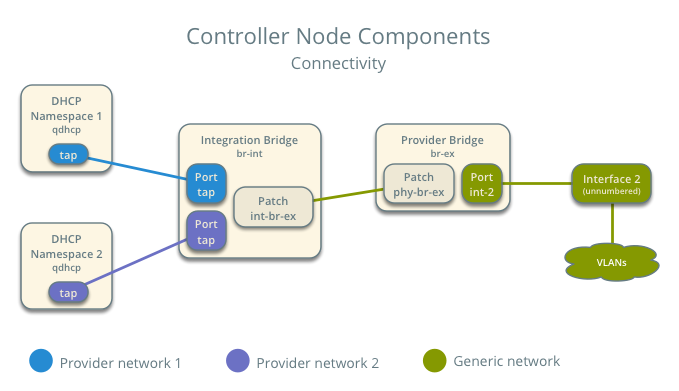 Controller Node Components
Connectivity
DHCP
Namespace 1
qdhcp
tap
Integration Bridge
br-int
Port
tap
Patch
int-br-ex
Port
tap
Provider Bridge
br-ex
Patch
phy-br-ex
Port
int-2
Interface 2
(unnumbered)
VLANs
DHCP
Namespace 2
qdhcp
tap
Provider network 1
Provider network 2
Generic network